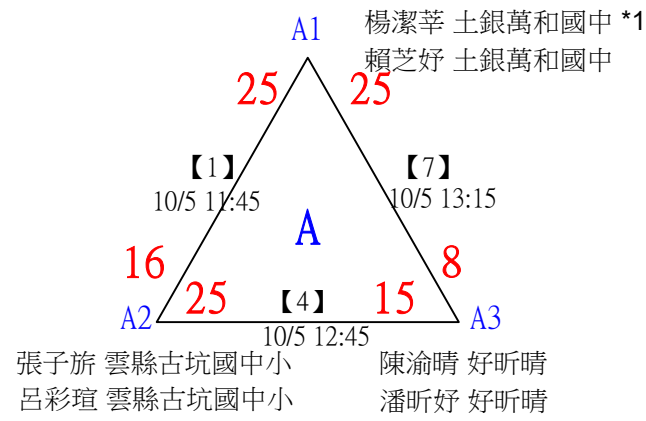 A1
楊潔莘 土銀萬和國中 *1
賴芝妤 土銀萬和國中
25
25
【1】
10/5 11:45
【7】
10/5 13:15
A
16
8
25
【4】
15
A2
10/5 12:45
A3
張子旂 雲縣古坑國中小
陳渝晴 好昕晴
呂彩瑄 雲縣古坑國中小
潘昕妤 好昕晴